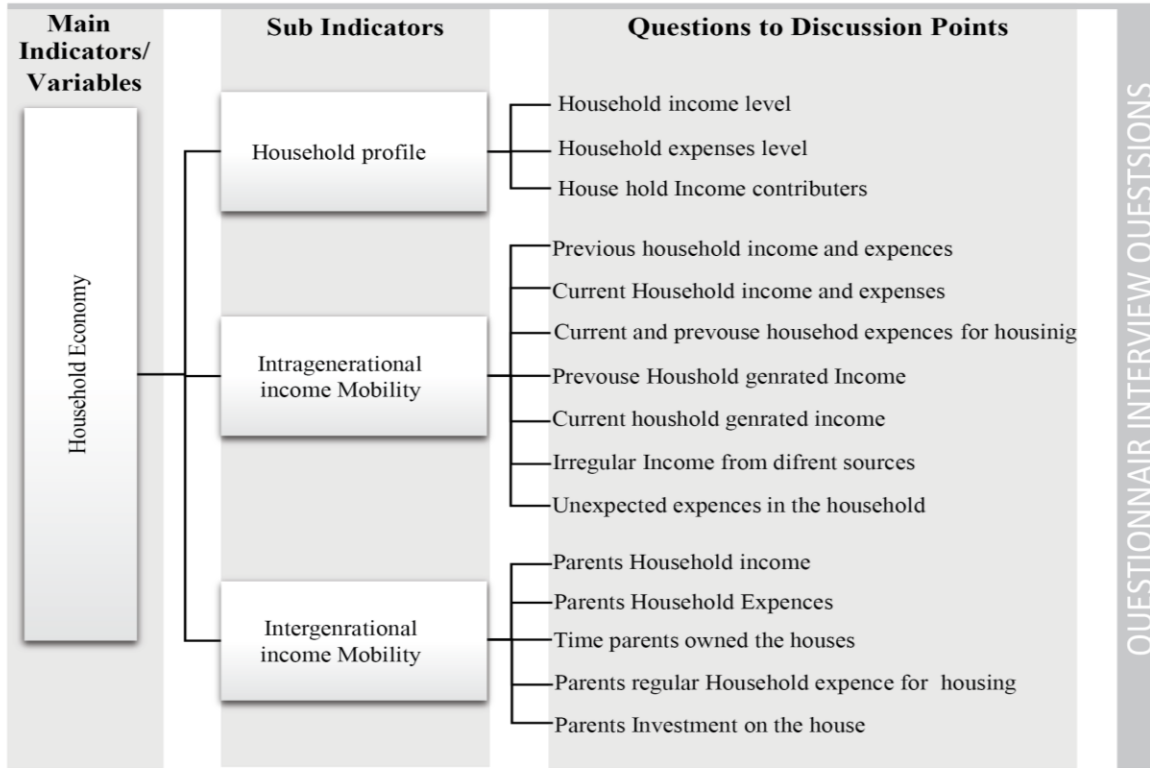 Main
Indicators/
Variables
Sub Indicators
Questions to Discussion Points
Household Economy
Household profile
Household income level
Household expenses level
House hold Income contributers
Intragenerational
income Mobility
Previous household income and expences
Current Household income and expenses
Current and prevouse househod expences for housinig
Prevouse Houshold genrated Income
Current houshold genrated income
Irregular Income from difrent sources
Unexpected expences in the household
Intergenrational
income Mobility
Parents Household income
Parents Household Expences
Time parents owned the houses
Parents regular Household expence for housing
Parents Investment on the house
QUESTIONNAIR INTERVIEW QUESTSIONS